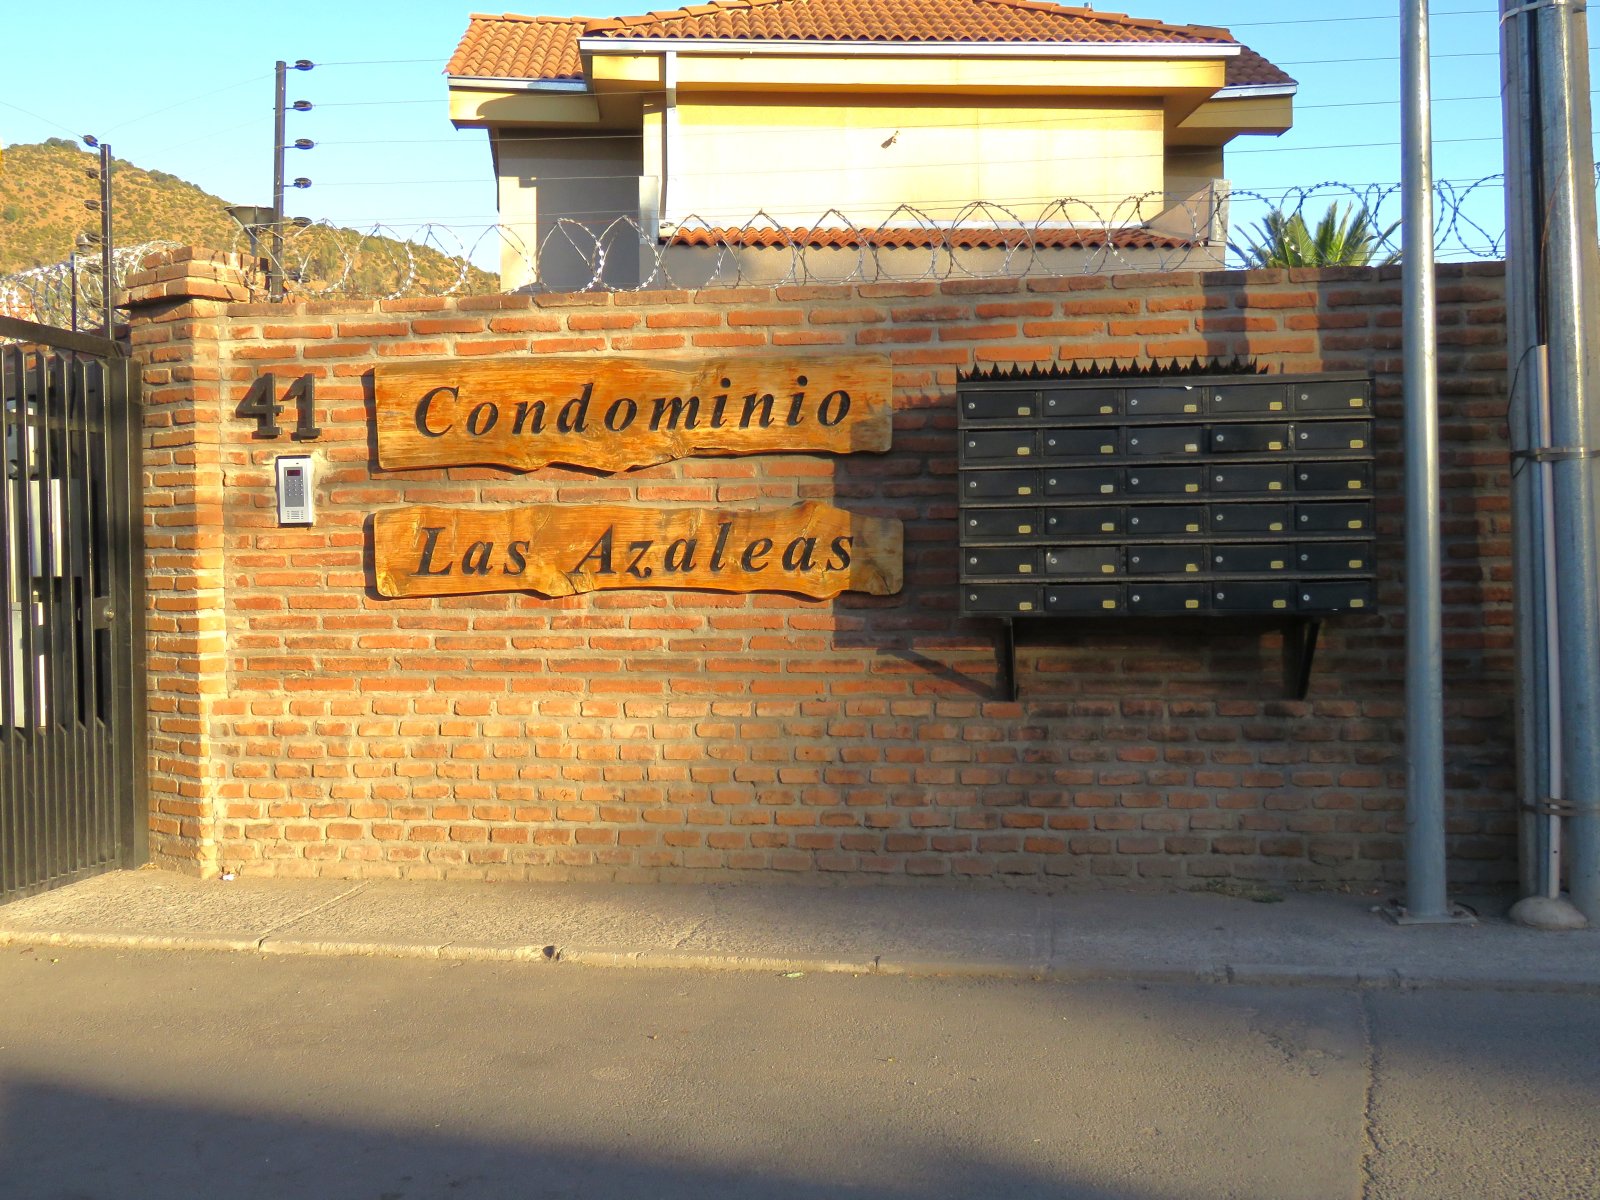 41
Condominio
Las Azaleas